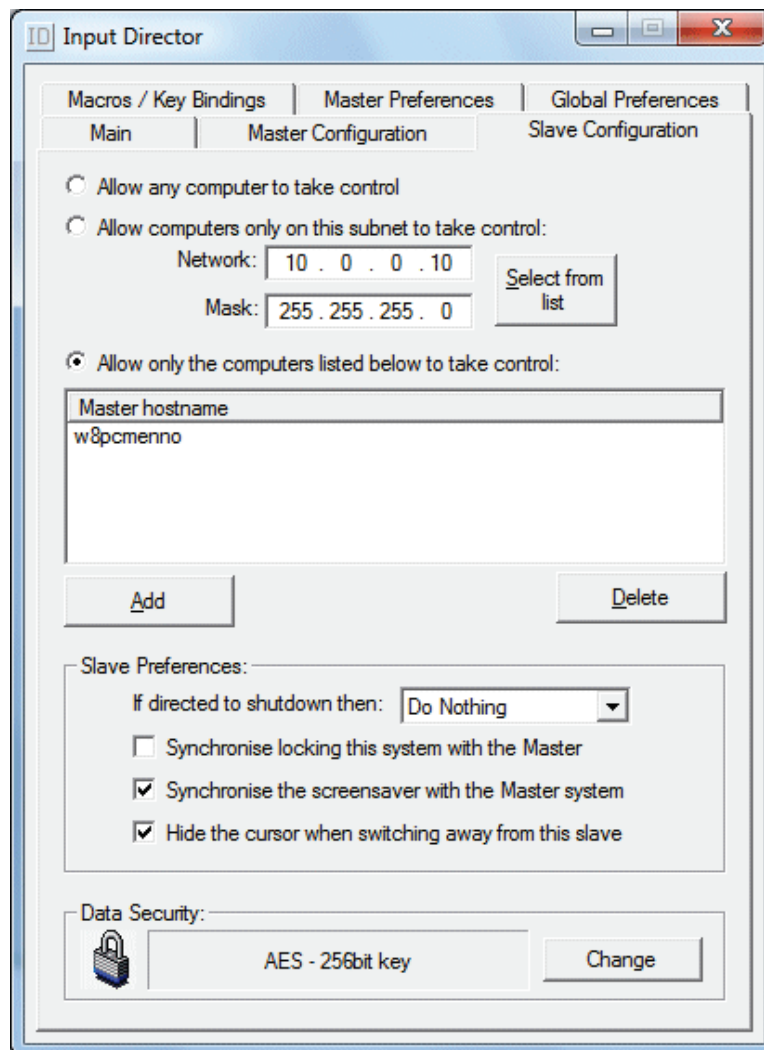 ID Input Director
Macros / Key Bindings Master Preferences Global Preferences
Main Master Configuration Slave Configuration
Allow any computer to take control
Allow computers only on this subnet to take control:
Network: 10 . 0 . 0 . 10
Mask: 255 . 255 . 255 . 0
Select from
list
Allow only the computers listed below to take control:
Master hostname
w8pcmenno
Add Delete
Slave Preferences:
If directed to shutdown then: Do Nothing
Synchronise locking this system with the Master
Synchronise the screensaver with the Master system
Hide the cursor when switching away from this slave
Data Security:
AES - 256bit key Change